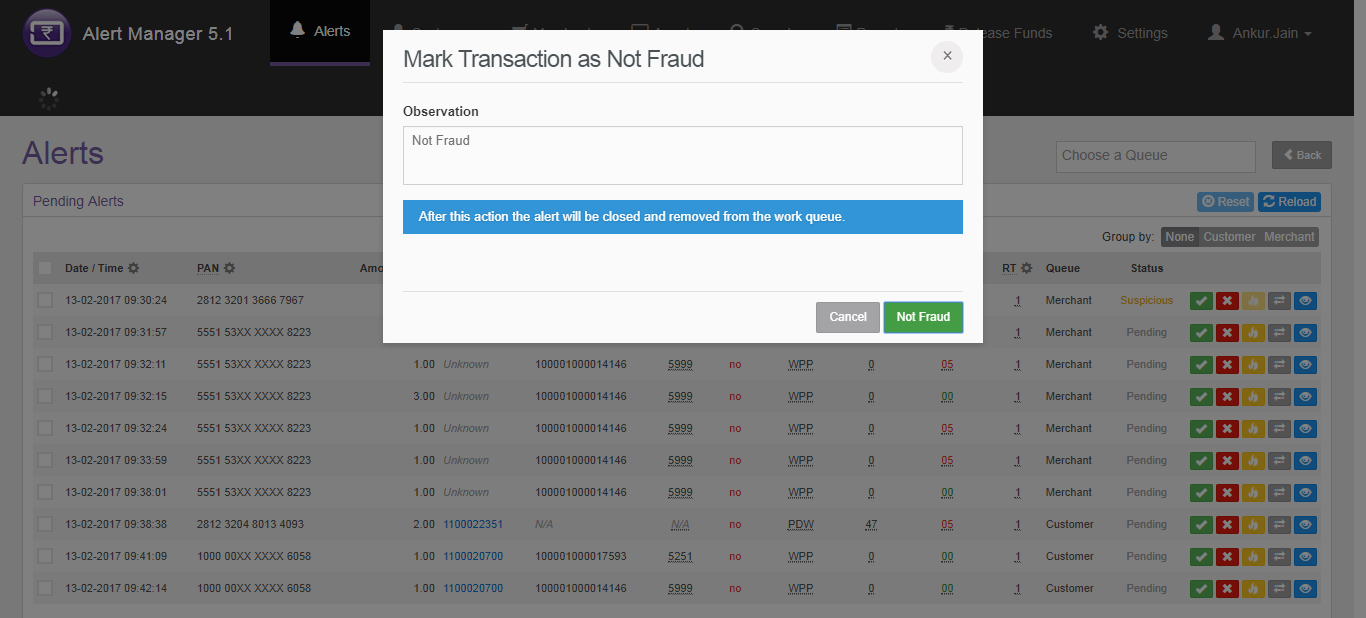 Alert Manager 5.1
Alerts
Release Funds
Settings
Ankur.Jain
Mark Transaction as Not Fraud
×
Observation
Not Fraud
After this action the alert will be closed and removed from the work queue.
Cancel Not Fraud
Alerts
Choose a Queue
Back
Pending Alerts
Reset Reload
Group by: None Customer Merchant
Date / Time PAN RT Queue Status
13-02-2017 09:30:24 2812 3201 3666 7967 1 Merchant Suspicious
13-02-2017 09:31:57 5551 53XX XXXX 8223 1 Merchant Pending
13-02-2017 09:32:11 5551 53XX XXXX 8223 1.00 Unknown 100001000014146 5999 no WPP 0 05 1 Merchant Pending
13-02-2017 09:32:15 5551 53XX XXXX 8223 3.00 Unknown 100001000014146 5999 no WPP 0 00 1 Merchant Pending
13-02-2017 09:32:24 5551 53XX XXXX 8223 1.00 Unknown 100001000014146 5999 no WPP 0 05 1 Merchant Pending
13-02-2017 09:33:59 5551 53XX XXXX 8223 1.00 Unknown 100001000014146 5999 no WPP 0 05 1 Merchant Pending
13-02-2017 09:38:01 5551 53XX XXXX 8223 1.00 Unknown 100001000014146 5999 no WPP 0 00 1 Merchant Pending
13-02-2017 09:38:38 2812 3204 8013 4093 2.00 1100022351 N/A N/A no PDW 47 05 1 Customer Pending
13-02-2017 09:41:09 1000 00XX XXXX 6058 1.00 1100020700 100001000017593 5251 no WPP 0 00 1 Customer Pending
13-02-2017 09:42:14 1000 00XX XXXX 6058 1.00 1100020700 100001000014146 5999 no WPP 0 00 1 Customer Pending